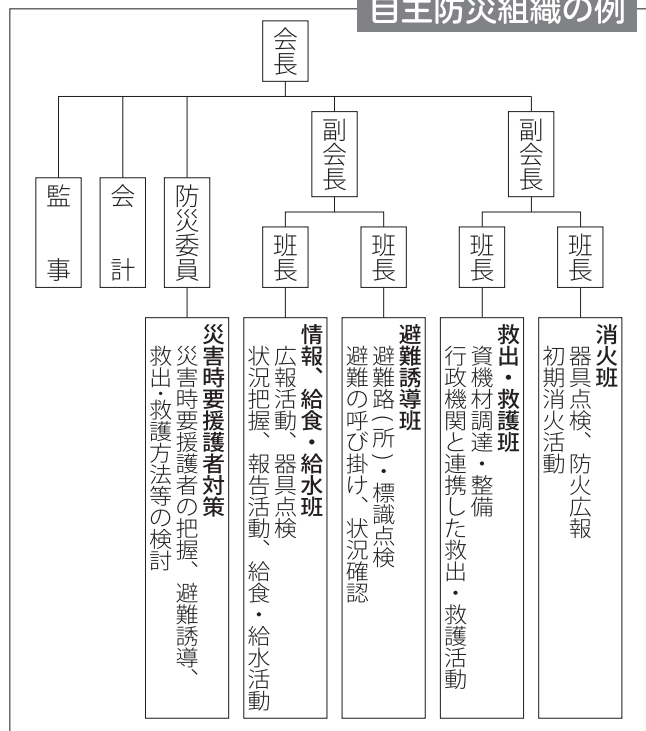 自主防災組織の例
会長
副会長
副会長
監事
会計
防災委員
班長
班長
班長
班長
消火班
器具点検、防火広報
初期消火活動
救出・救護班
資機材調達・整備
行政機関と連携した救出・救護活動
避難誘導班
避難路(所)・標識点検
避難の呼び掛け、状況確認
情報、給食・給水班
広報活動、器具点検
状況把握、報告活動、給食・給水活動
災害時要援護者対策
災害時要援護者の把握、避難誘導、
救出・救護方法等の検討